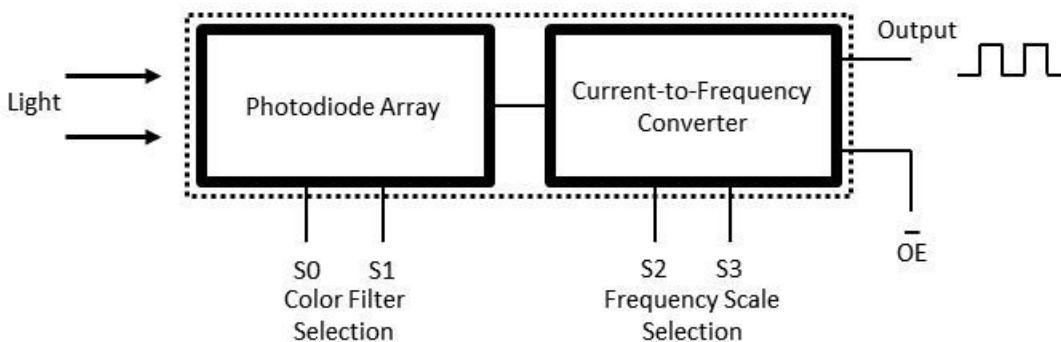 Light
Photodiode Array
Current-to-Frequency
Converter
Output
OE
S0 S1
Color Filter
Selection
S2 S3
Frequency Scale
Selection